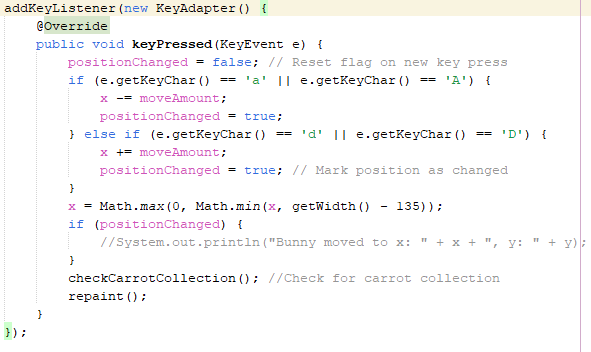 addKeyListener(new KeyAdapter() {
    @Override
    public void keyPressed(KeyEvent e) {
        positionChanged = false; // Reset flag on new key press
        if (e.getKeyChar() == 'a' || e.getKeyChar() == 'A') {
            x -= moveAmount;
            positionChanged = true;
        } else if (e.getKeyChar() == 'd' || e.getKeyChar() == 'D') {
            x += moveAmount;
            positionChanged = true; // Mark position as changed
        }
        x = Math.max(0, Math.min(x, getWidth() - 135));
        if (positionChanged) {
            //System.out.println("Bunny moved to x: " + x + ", y: " + y);
        }
        checkCarrotCollection(); //Check for carrot collection
        repaint();
    }
});